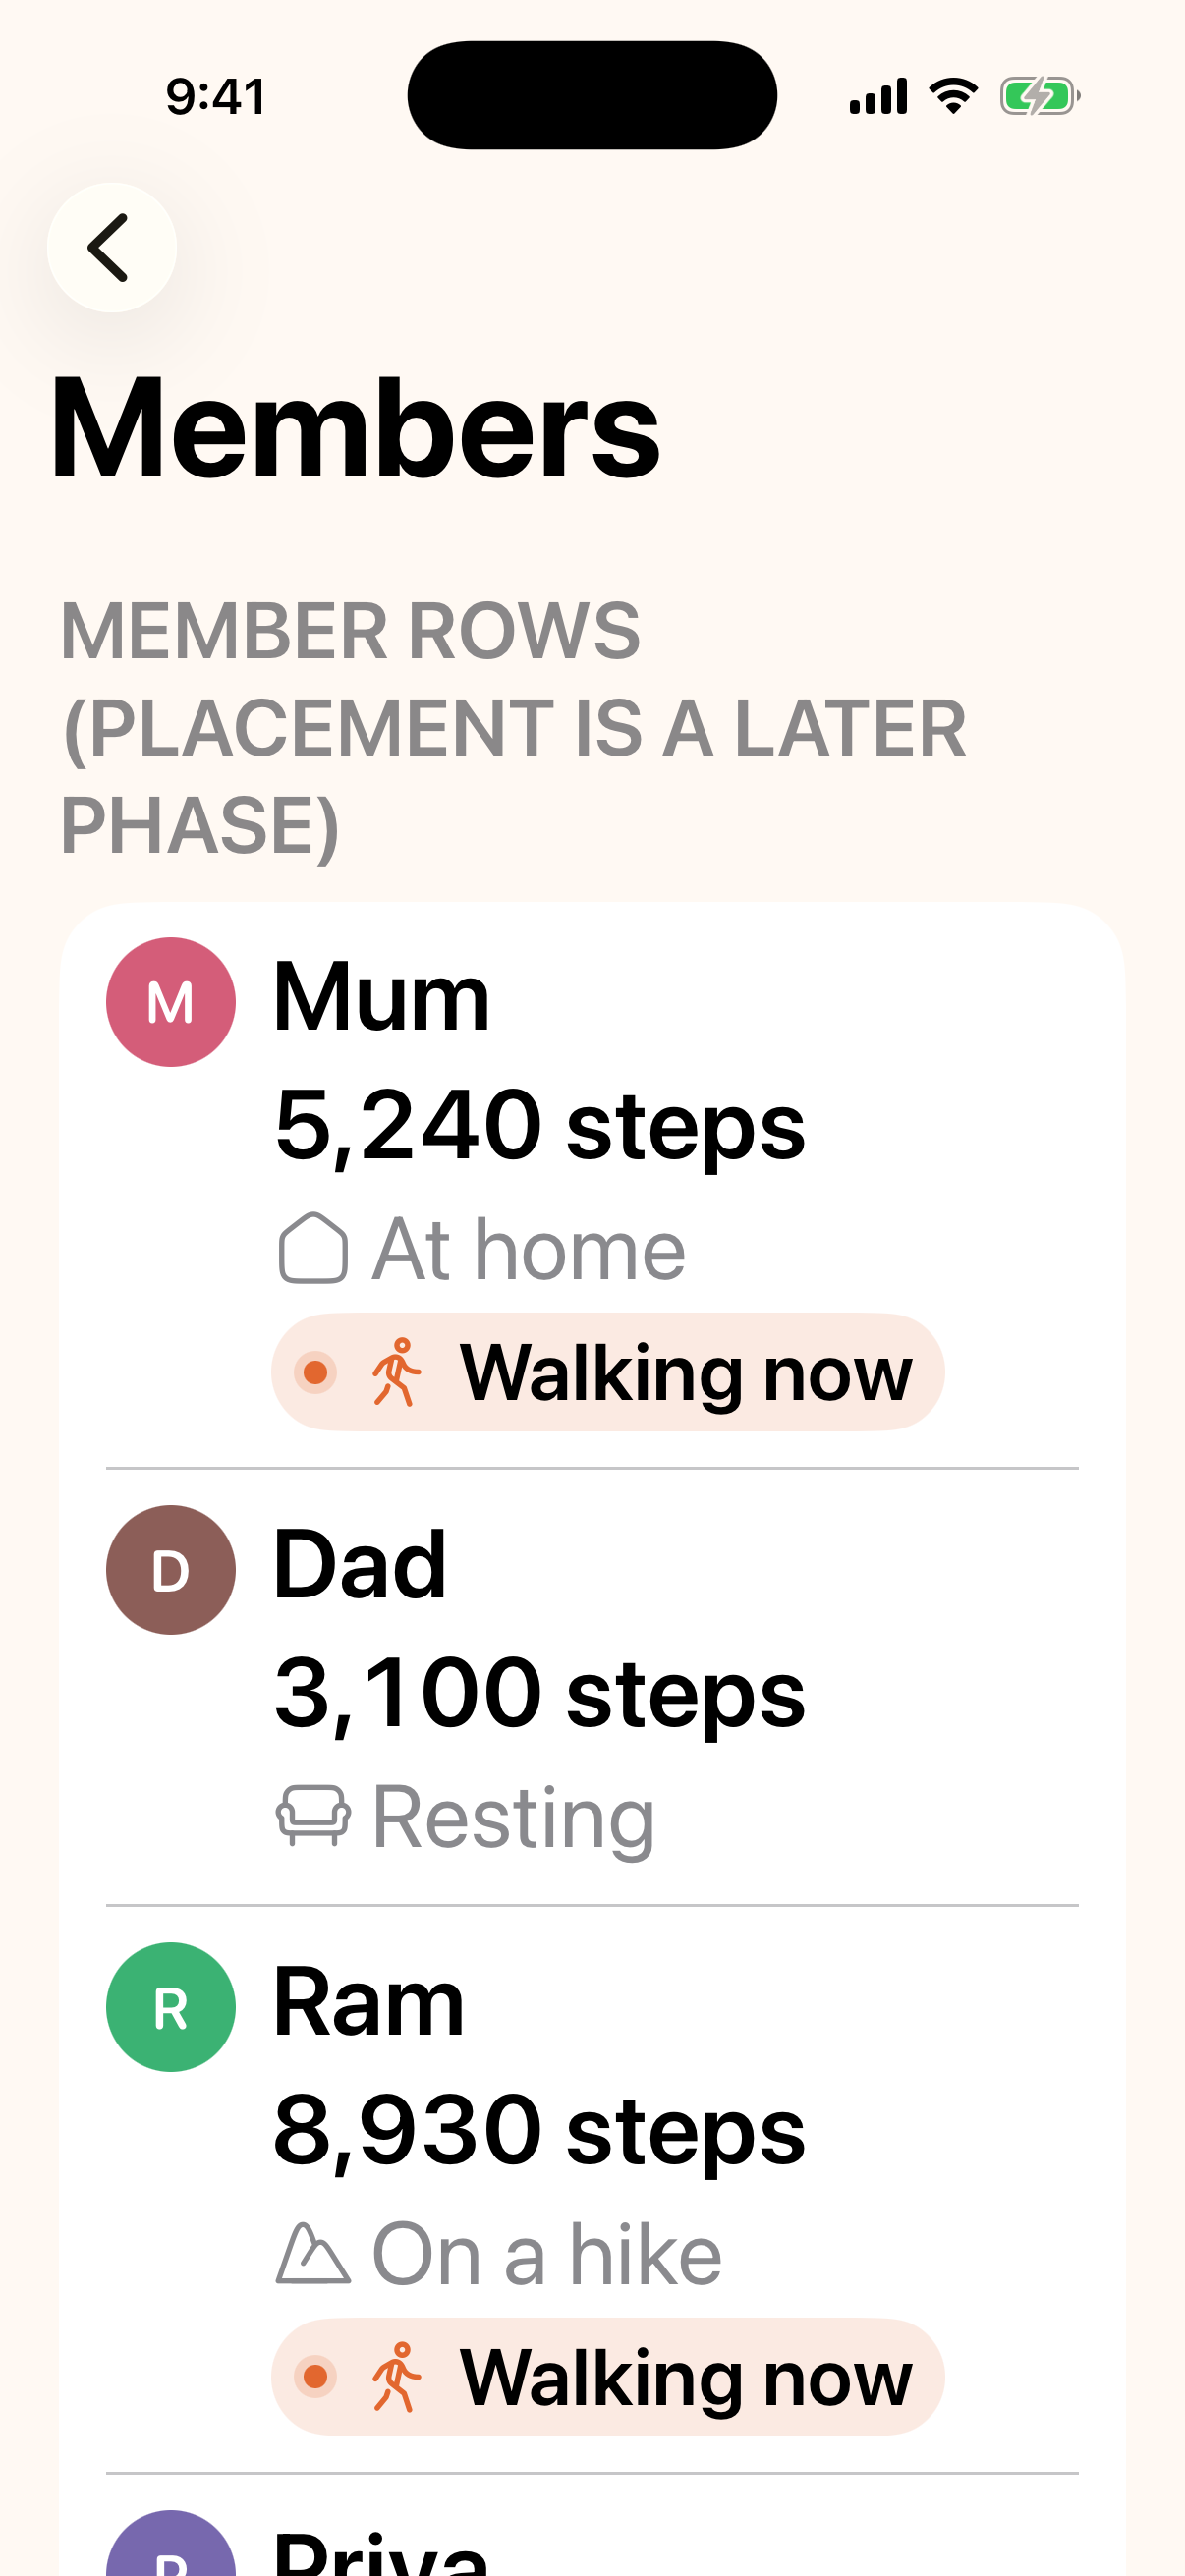 9:41
Members
MEMBER ROWS
(PLACEMENT IS A LATER
PHASE)
M
Mum
5,240 steps
At home
Walking now
D
Dad
3,100 steps
Resting
R
Ram
8,930 steps
On a hike
Walking now
P
Priya